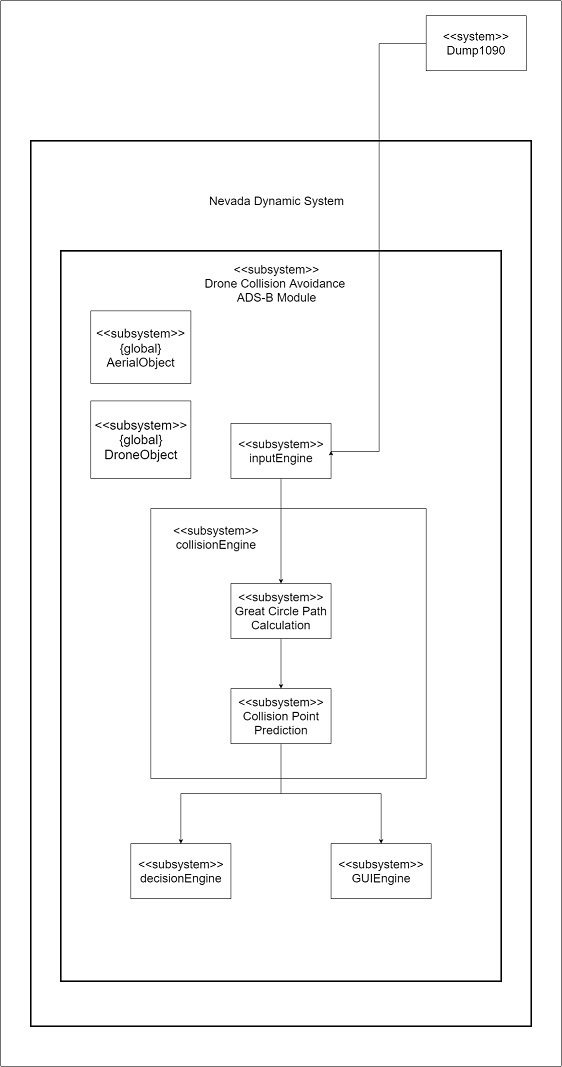 <<system>>
Dump1090
Nevada Dynamic System
<<subsystem>>
Drone Collision Avoidance
ADS-B Module
<<subsystem>>
{global}
AerialObject
<<subsystem>>
{global}
DroneObject
<<subsystem>>
inputEngine
<<subsystem>>
collisionEngine
<<subsystem>>
Great Circle Path
Calculation
<<subsystem>>
Collision Point
Prediction
<<subsystem>>
decisionEngine
<<subsystem>>
GUIEngine